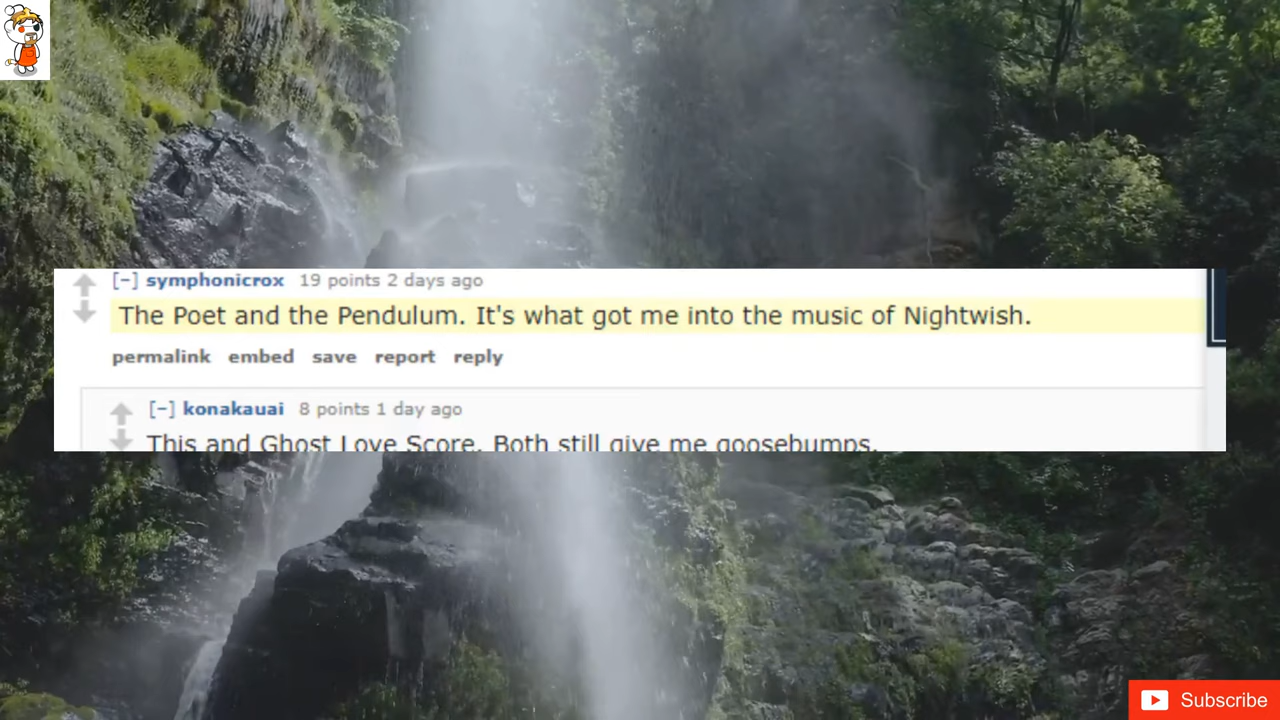 [-] symphonicrox 19 points 2 days ago
The Poet and the Pendulum. It's what got me into the music of Nightwish.
permalink embed save report reply
[-] konakauai 8 points 1 day ago
This and Ghost Love Score. Both still give me goosebumps.
Subscribe